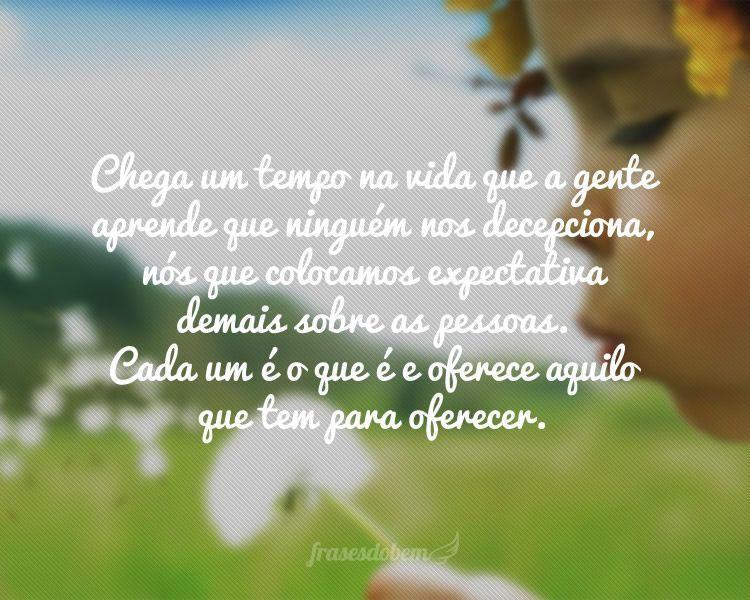 Chega um tempo na vida que a gente
aprende que ninguém nos decepciona,
nós que colocamos expectativa
demais sobre as pessoas.
Cada um é o que é e oferece aquilo
que tem para oferecer.
frasesdobem